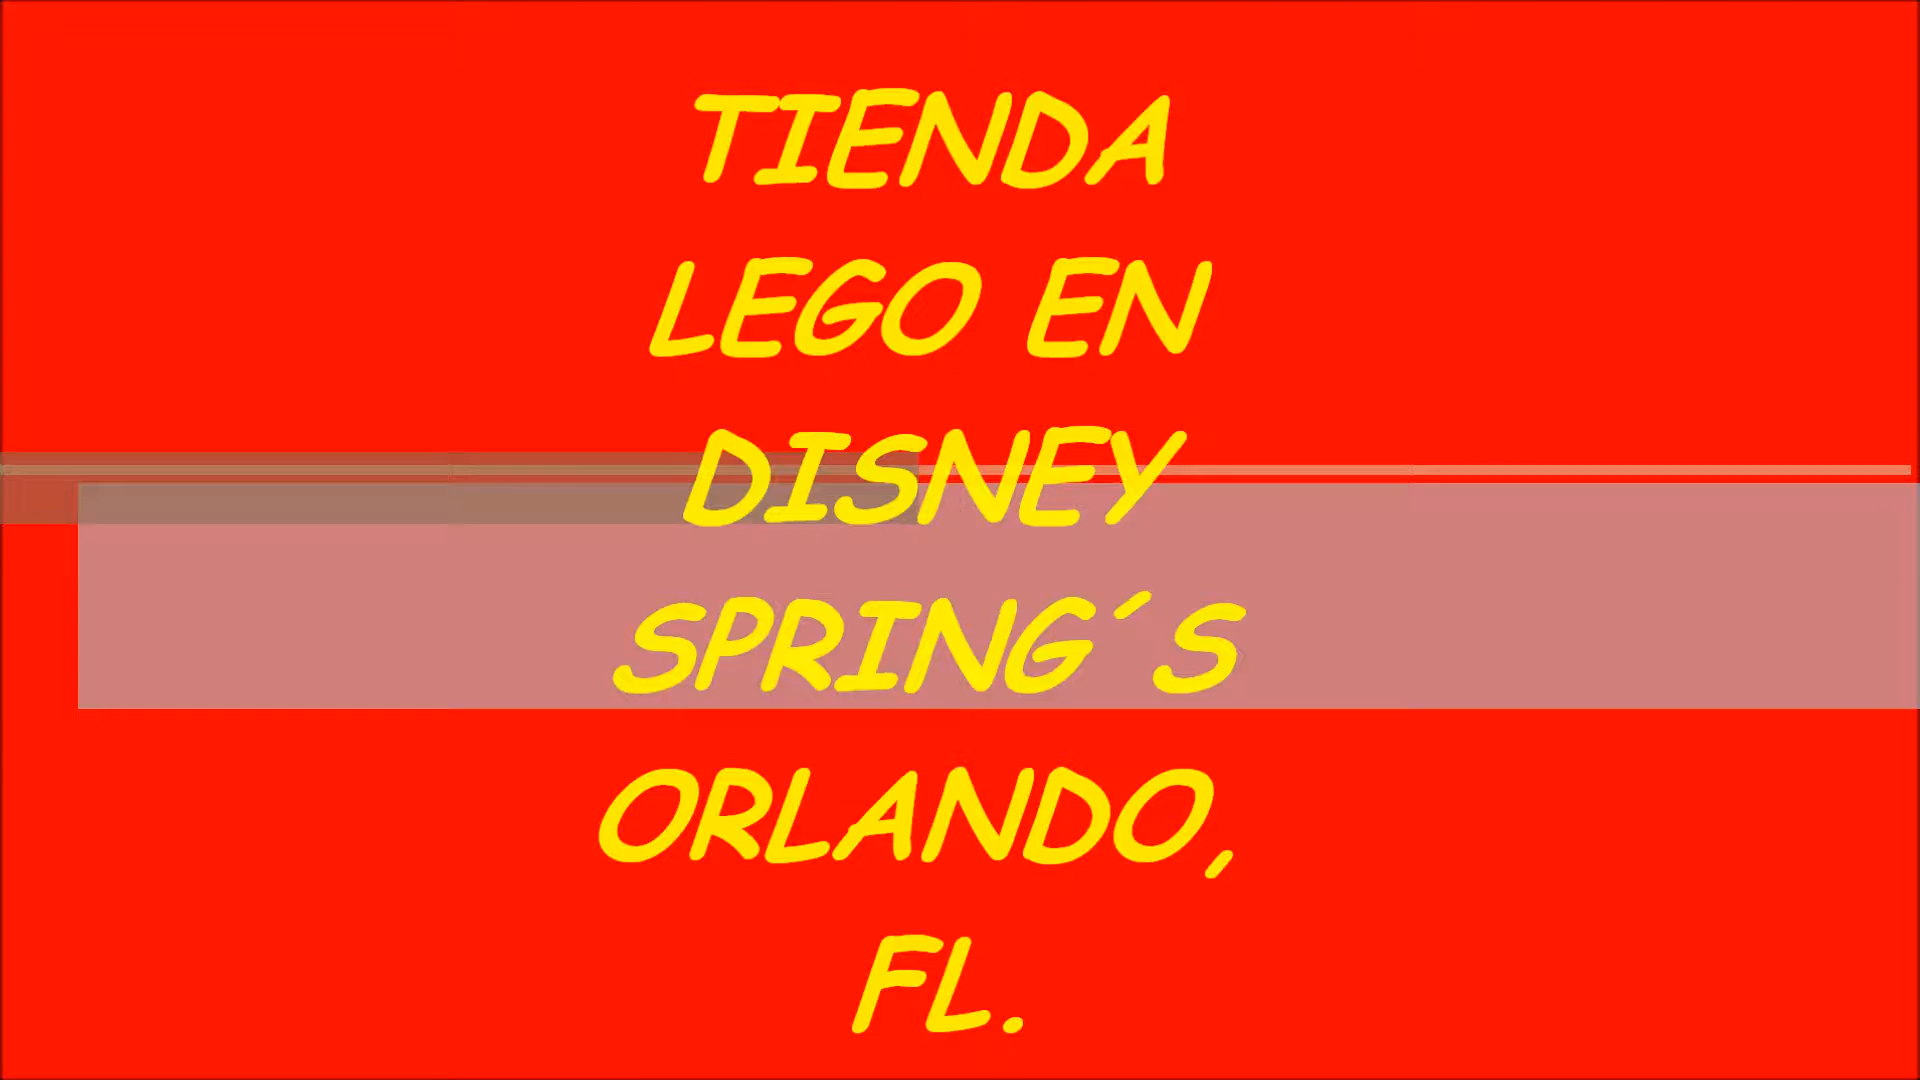 TIENDA
LEGO EN
DISNEY
SPRING´S
ORLANDO,
FL.